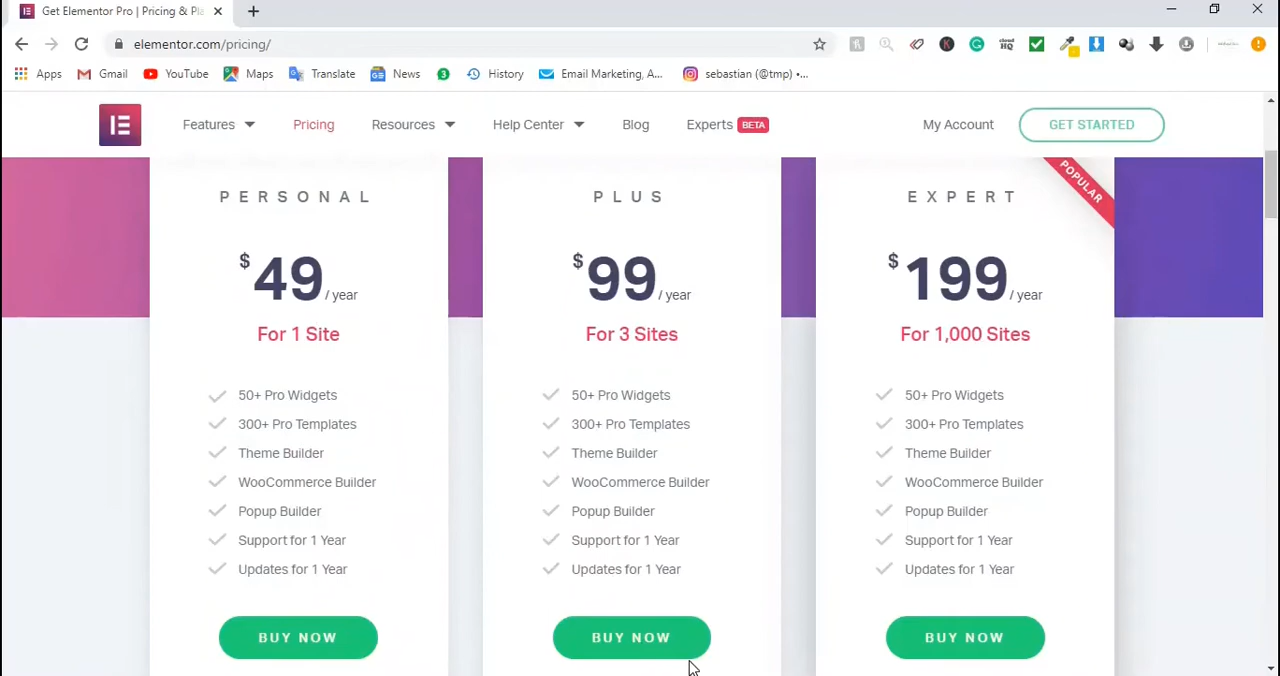 Get Elementor Pro | Pricing & Pla
elementor.com/pricing/
Apps Gmail YouTube Maps Translate News 3 History Email Marketing, A... sebastian (@tmp) •...
Features Pricing Resources Help Center Blog Experts BETA My Account GET STARTED
POPULAR
PERSONAL
$49 / year
For 1 Site
50+ Pro Widgets
300+ Pro Templates
Theme Builder
WooCommerce Builder
Popup Builder
Support for 1 Year
Updates for 1 Year
BUY NOW
PLUS
$99 / year
For 3 Sites
50+ Pro Widgets
300+ Pro Templates
Theme Builder
WooCommerce Builder
Popup Builder
Support for 1 Year
Updates for 1 Year
BUY NOW
EXPERT
$199 / year
For 1,000 Sites
50+ Pro Widgets
300+ Pro Templates
Theme Builder
WooCommerce Builder
Popup Builder
Support for 1 Year
Updates for 1 Year
BUY NOW